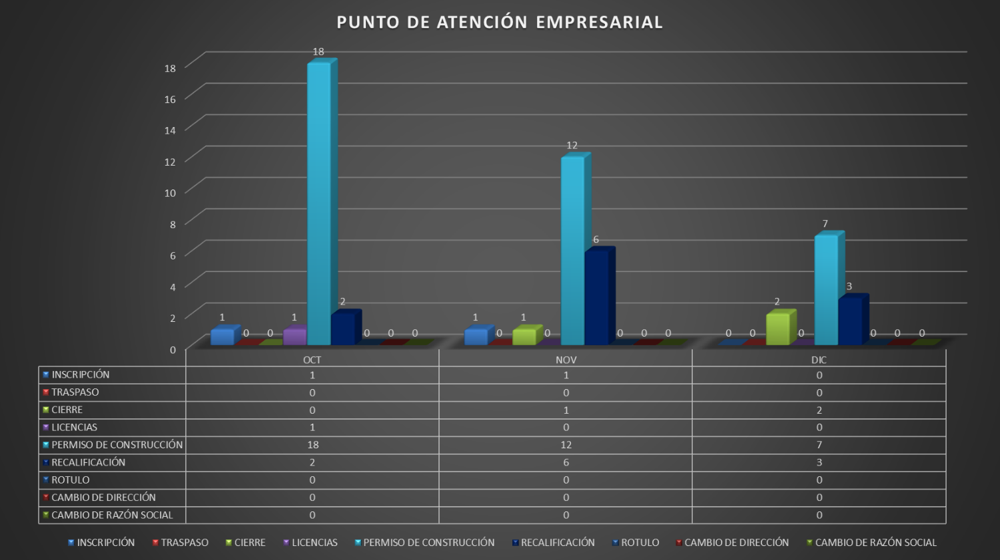 PUNTO DE ATENCIÓN EMPRESARIAL
18
16
14
12
10
8
6
4
2
0
1 0 0 1 18 2 0 0 0
1 0 1 0 12 6 0 0 0
0 0 2 0 7 3 0 0 0
OCT NOV DIC
INSCRIPCIÓN 1 1 0
TRASPASO 0 0 0
CIERRE 0 1 2
LICENCIAS 1 0 0
PERMISO DE CONSTRUCCIÓN 18 12 7
RECALIFICACIÓN 2 6 3
ROTULO 0 0 0
CAMBIO DE DIRECCIÓN 0 0 0
CAMBIO DE RAZÓN SOCIAL 0 0 0
INSCRIPCIÓN TRASPASO CIERRE LICENCIAS PERMISO DE CONSTRUCCIÓN RECALIFICACIÓN ROTULO CAMBIO DE DIRECCIÓN CAMBIO DE RAZÓN SOCIAL